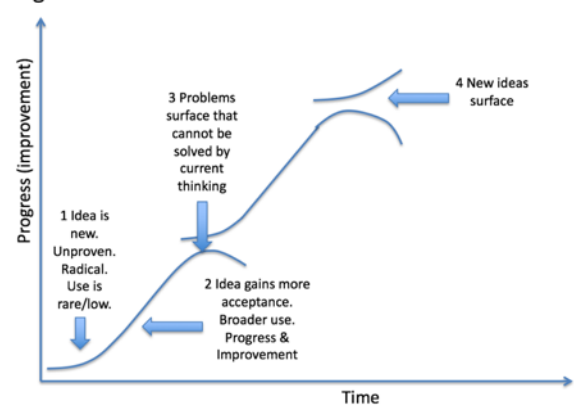 Progress (improvement)
1 Idea is
new.
Unproven.
Radical.
Use is
rare/low.
3 Problems
surface that
cannot be
solved by
current
thinking
2 Idea gains more
acceptance.
Broader use.
Progress &
Improvement
4 New ideas
surface
Time